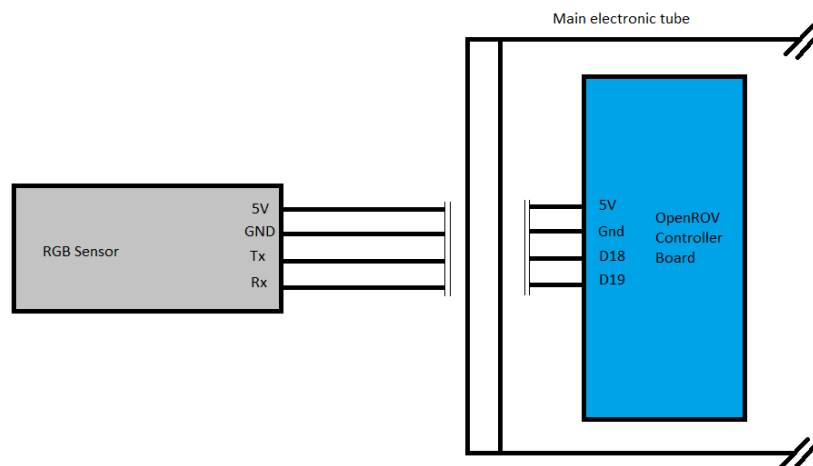 Main electronic tube
RGB Sensor
5V
GND
Tx
Rx
5V
Gnd
D18
D19
OpenROV
Controller
Board